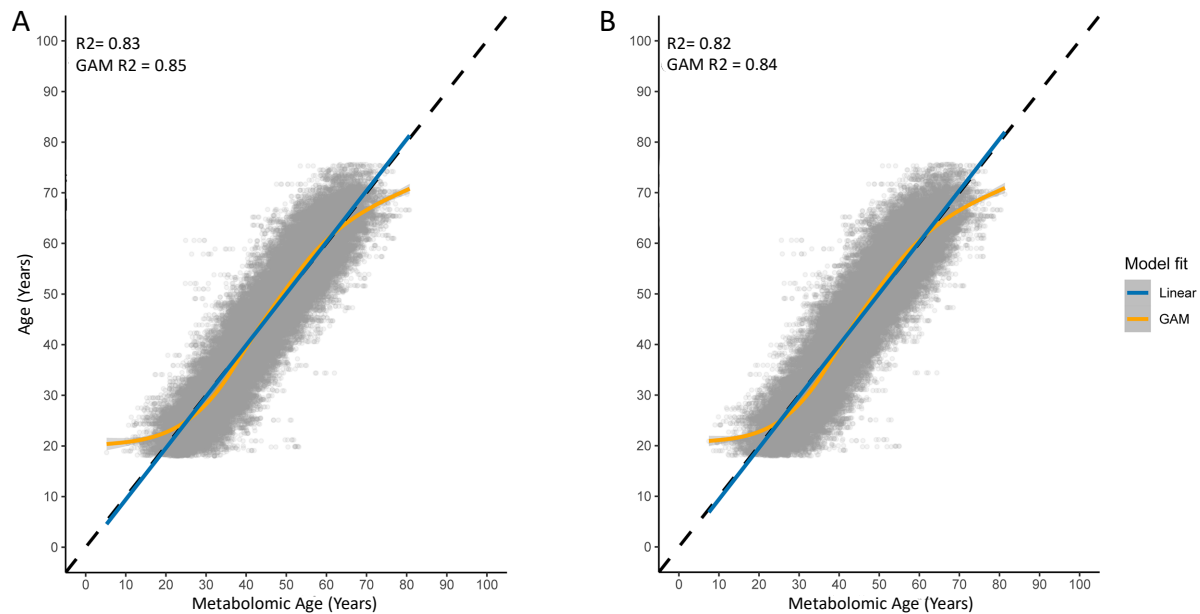 A
R2= 0.83
GAM R2 = 0.85
100
90
80
70
60
50
40
30
20
10
0
Age (Years)
0 10 20 30 40 50 60 70 80 90 100
Metabolomic Age (Years)
B
R2= 0.82
GAM R2 = 0.84
100
90
80
70
60
50
40
30
20
10
0
0 10 20 30 40 50 60 70 80 90 100
Metabolomic Age (Years)
Model fit
Linear
GAM